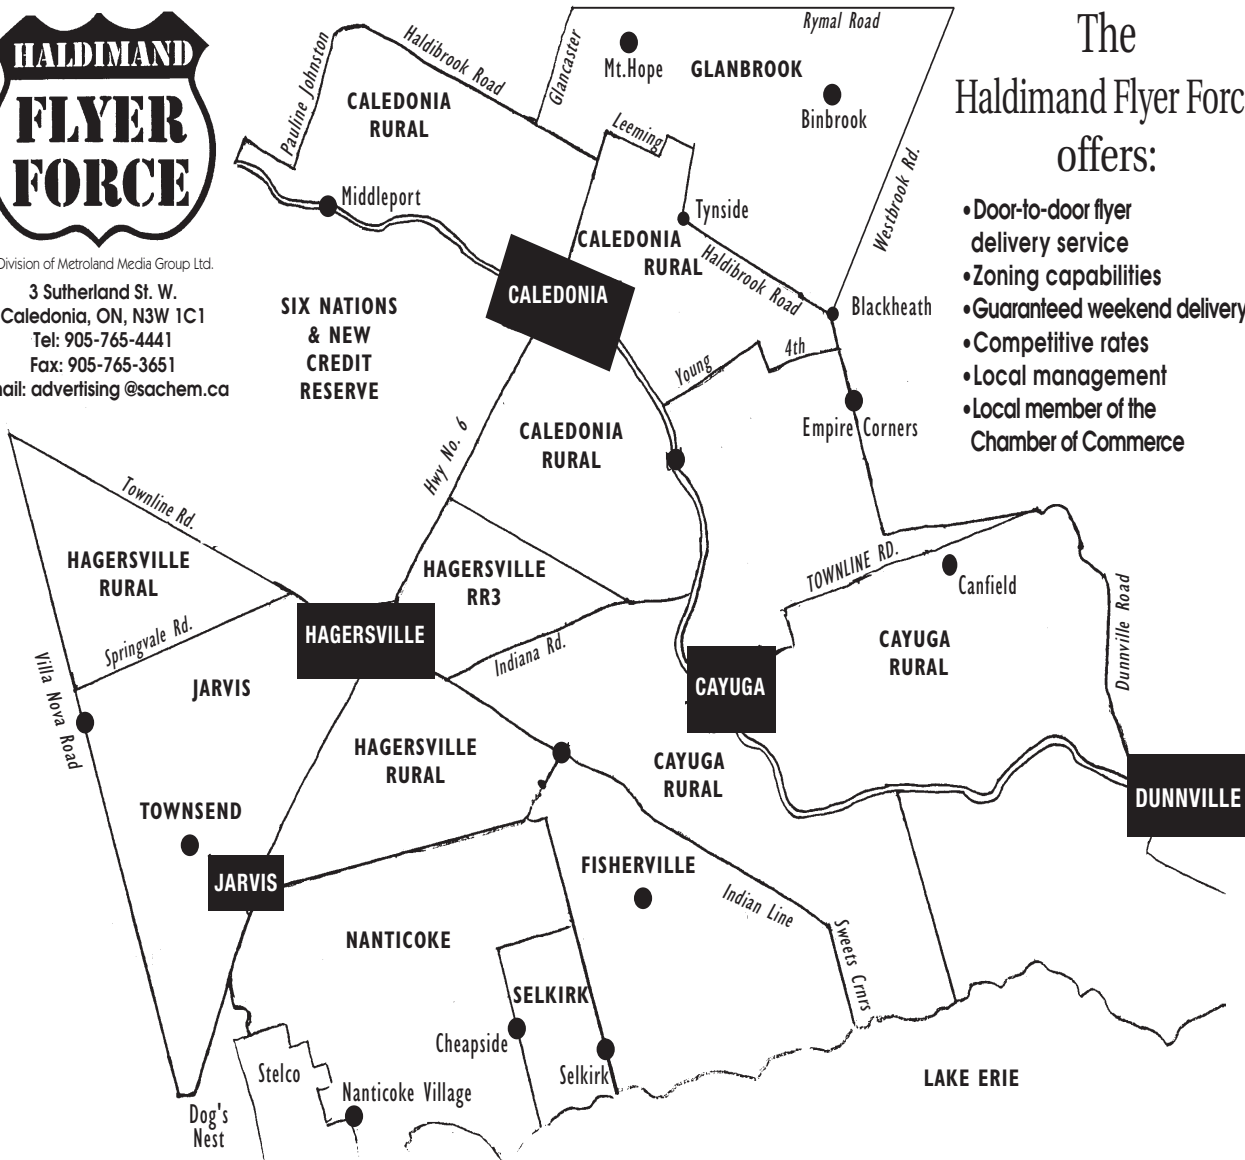 HALDIMAND
FLYER
FORCE
Division of Metroland Media Group Ltd.
3 Sutherland St. W.
Caledonia, ON, N3W 1C1
Tel: 905-765-4441
Fax: 905-765-3651
ail: advertising @sachem.ca
The
Haldimand Flyer Forc
offers:
•Door-to-door flyer
delivery service
•Zoning capabilities
•Guaranteed weekend delivery
•Competitive rates
•Local management
•Local member of the
Chamber of Commerce
Rymal Road
Glancaster
Mt.Hope
GLANBROOK
Binbrook
Haldibrook Road
Pauline Johnston
CALEDONIA
RURAL
Leeming
Westbrook Rd.
Middleport
Tynside
CALEDONIA
RURAL
Haldibrook Road
SIX NATIONS
& NEW
CREDIT
RESERVE
CALEDONIA
Blackheath
Young
4th
Empire Corners
CALEDONIA
RURAL
Hwy No. 6
Townline Rd.
HAGERSVILLE
RURAL
HAGERSVILLE
RR3
TOWNLINE RD.
Canfield
Dunnville Road
Springvale Rd.
HAGERSVILLE
Indiana Rd.
CAYUGA
RURAL
Villa Nova Road
JARVIS
CAYUGA
HAGERSVILLE
RURAL
CAYUGA
RURAL
DUNNVILLE
TOWNSEND
JARVIS
FISHERVILLE
Indian Line
Sweets Crnrs
NANTICOKE
SELKIRK
Cheapside
Selkirk
Stelco
Nanticoke Village
Dog's
Nest
LAKE ERIE